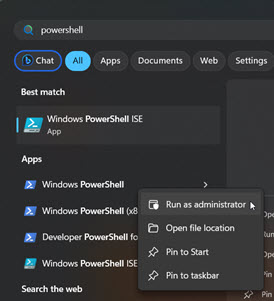 powershell
Chat All Apps Documents Web Settings
Best match
Windows PowerShell ISE
App
Apps
Windows PowerShell
Windows PowerShell (x8
Developer PowerShell fo
Windows PowerShell ISE
Search the web
Run as administrator
Open file location
Pin to Start
Pin to taskbar